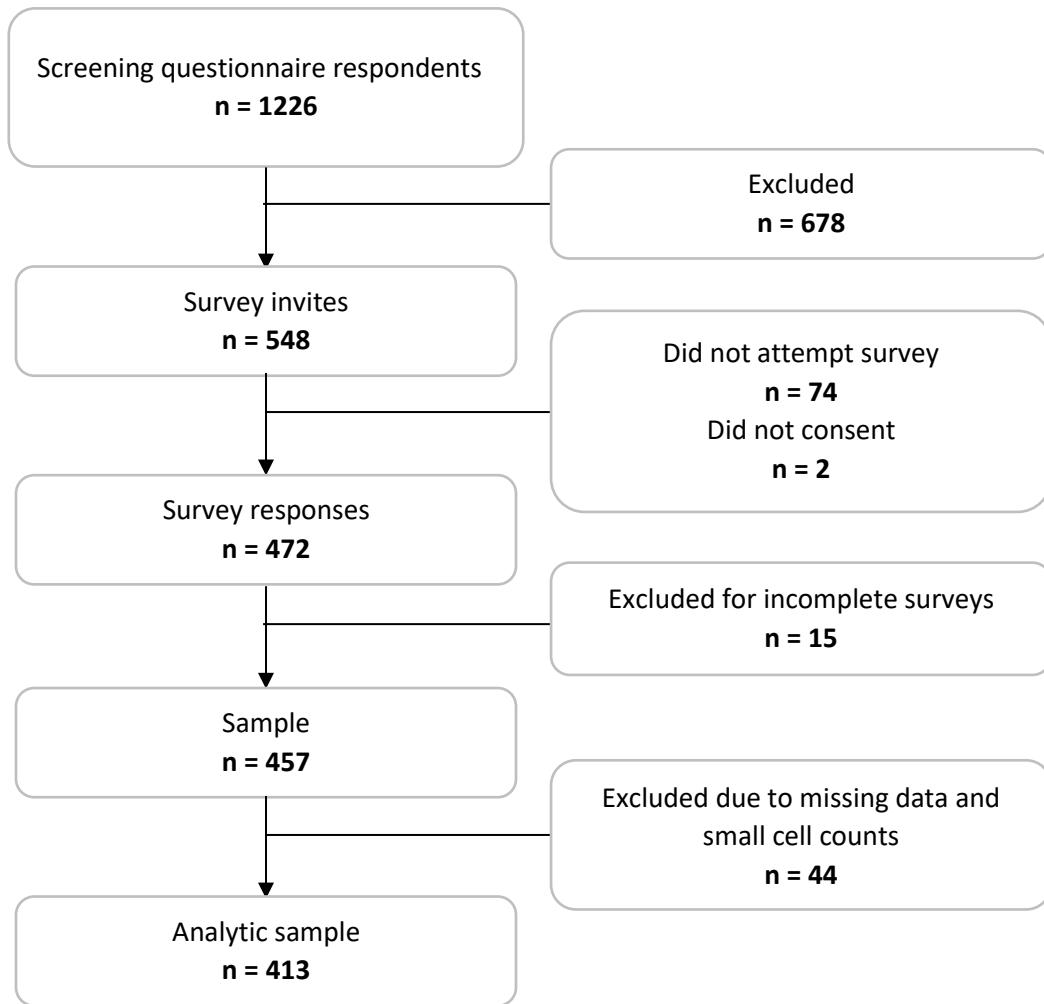 Screening questionnaire respondents
n = 1226
Excluded
n = 678
Survey invites
n = 548
Did not attempt survey
n = 74
Did not consent
n = 2
Survey responses
n = 472
Excluded for incomplete surveys
n = 15
Sample
n = 457
Excluded due to missing data and
small cell counts
n = 44
Analytic sample
n = 413